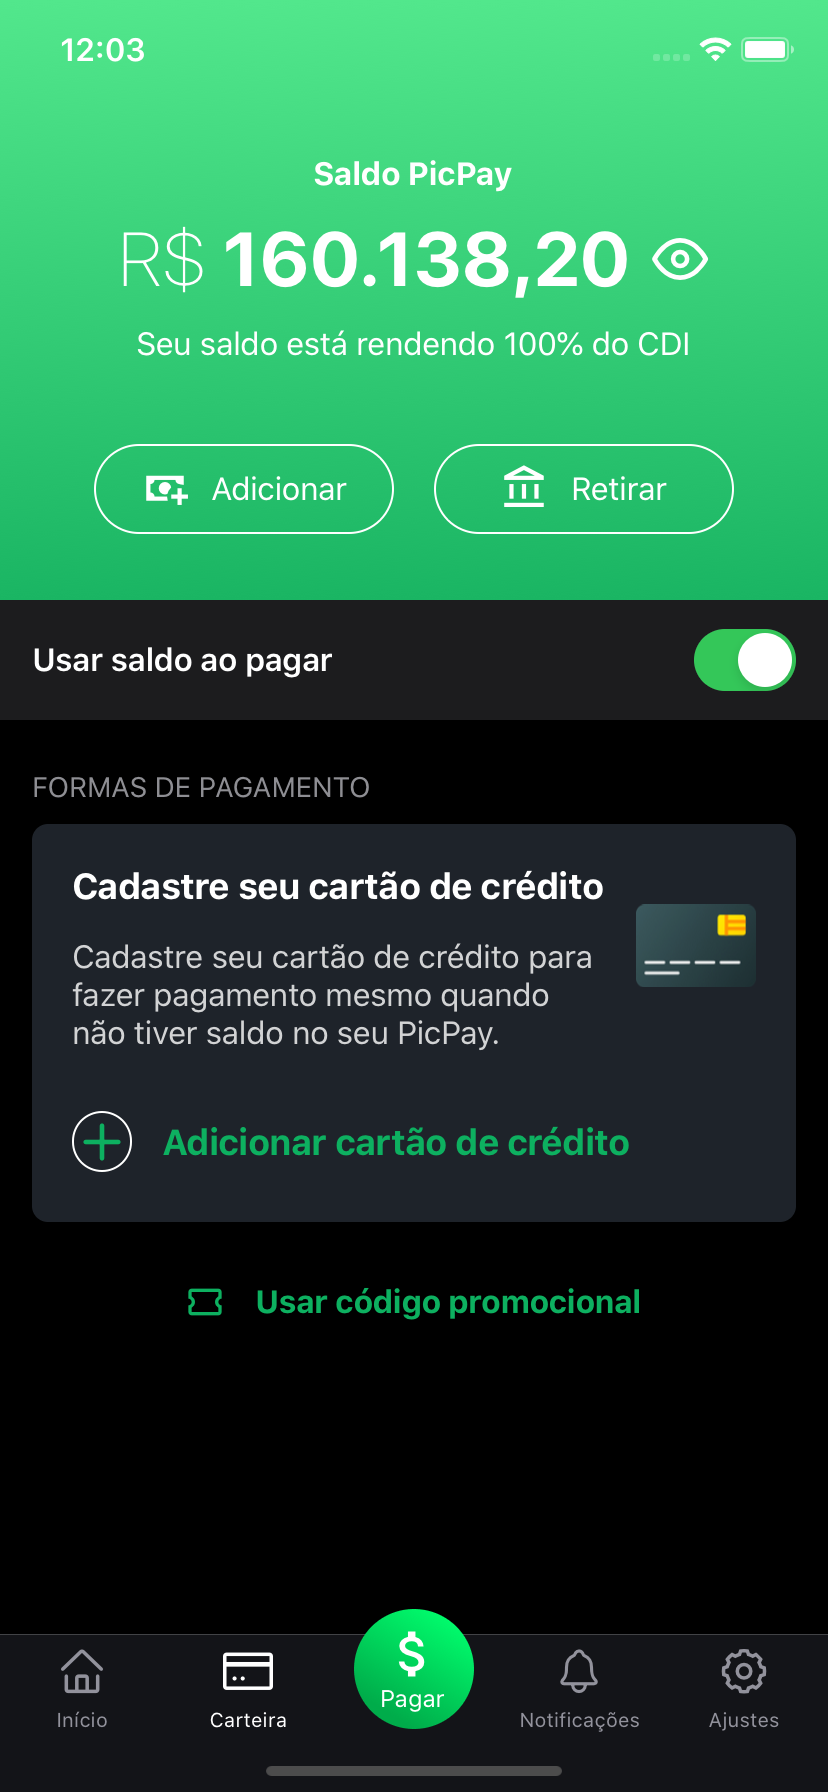 12:03
Saldo PicPay
R$ 160.138,20
Seu saldo está rendendo 100% do CDI
Adicionar
Retirar
Usar saldo ao pagar
FORMAS DE PAGAMENTO
Cadastre seu cartão de crédito
Cadastre seu cartão de crédito para
fazer pagamento mesmo quando
não tiver saldo no seu PicPay.
Adicionar cartão de crédito
Usar código promocional
Início
Carteira
$
Pagar
Notificações
Ajustes